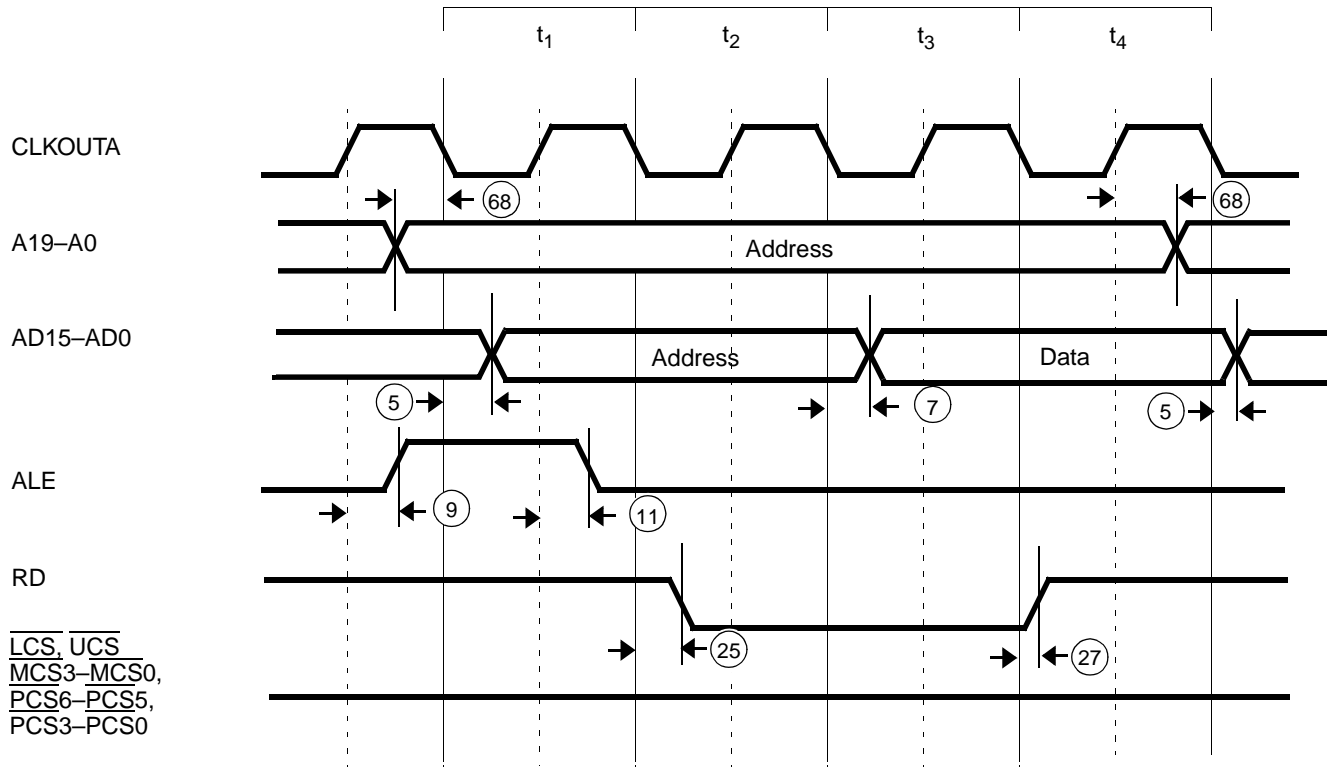 t1 t2 t3 t4
CLKOUTA
68 68
A19–A0 Address
AD15–AD0 Address Data
5 7 5
ALE
9 11
RD
25 27
LCS, UCS
MCS3–MCS0,
PCS6–PCS5,
PCS3–PCS0